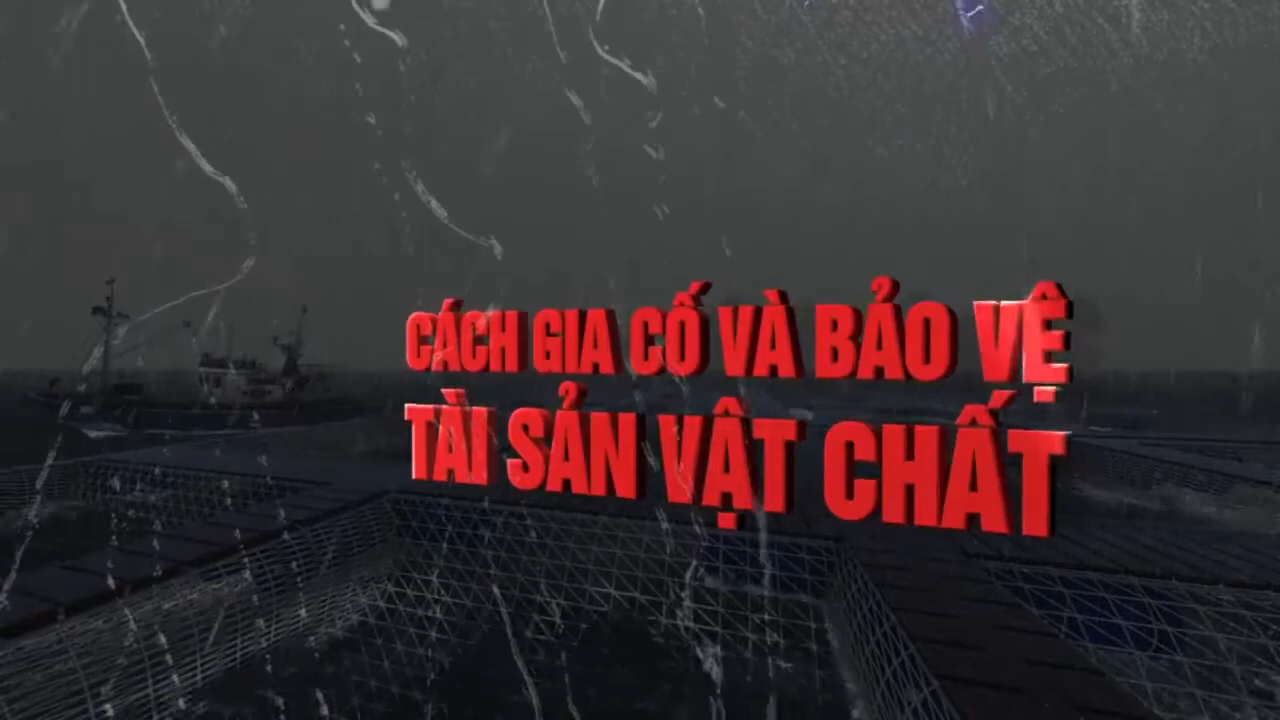 CÁCH GIA CỐ VÀ BẢO VỆ
TÀI SẢN VẬT CHẤT